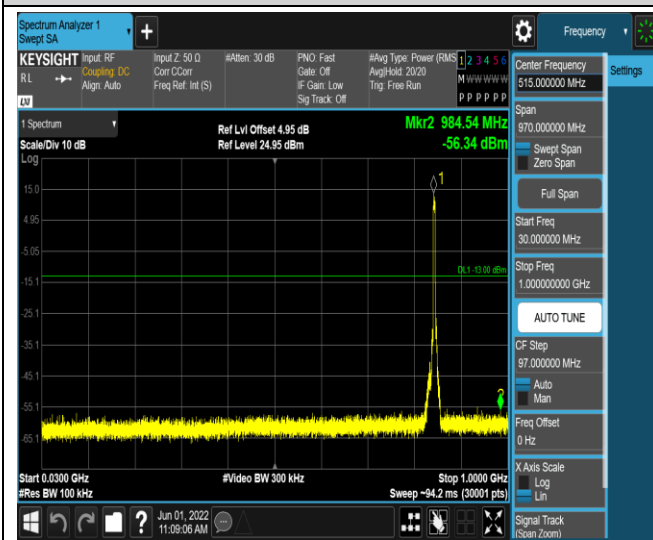 Spectrum Analyzer 1
Swept SA
Frequency
KEYSIGHT
RL
LXI
Input: RF
Coupling: DC
Align: Auto
Input Z: 50 Ω
Corr CCorr
Freq Ref: Int (S)
#Atten: 30 dB
PNO: Fast
Gate: Off
IF Gain: Low
Sig Track: Off
#Avg Type: Power (RMS
Avg|Hold: 20/20
Trig: Free Run
1 2 3 4 5 6
M W W W W W
P P P P P P
1 Spectrum
Scale/Div 10 dB
Log
Ref Lvl Offset 4.95 dB
Ref Level 24.95 dBm
Mkr2 984.54 MHz
-56.34 dBm
15.0
4.95
-5.05
-15.1
-25.1
-35.1
-45.1
-55.1
-65.1
1
DL1 -13.00 dBm
2
Start 0.0300 GHz
#Res BW 100 kHz
#Video BW 300 kHz
Stop 1.0000 GHz
Sweep ~94.2 ms (30001 pts)
Jun 01, 2022
11:09:06 AM
Center Frequency
515.000000 MHz
Settings
Span
970.000000 MHz
Swept Span
Zero Span
Full Span
Start Freq
30.000000 MHz
Stop Freq
1.000000000 GHz
AUTO TUNE
CF Step
97.000000 MHz
Auto
Man
Freq Offset
0 Hz
X Axis Scale
Log
Lin
Signal Track
(Span Zoom)